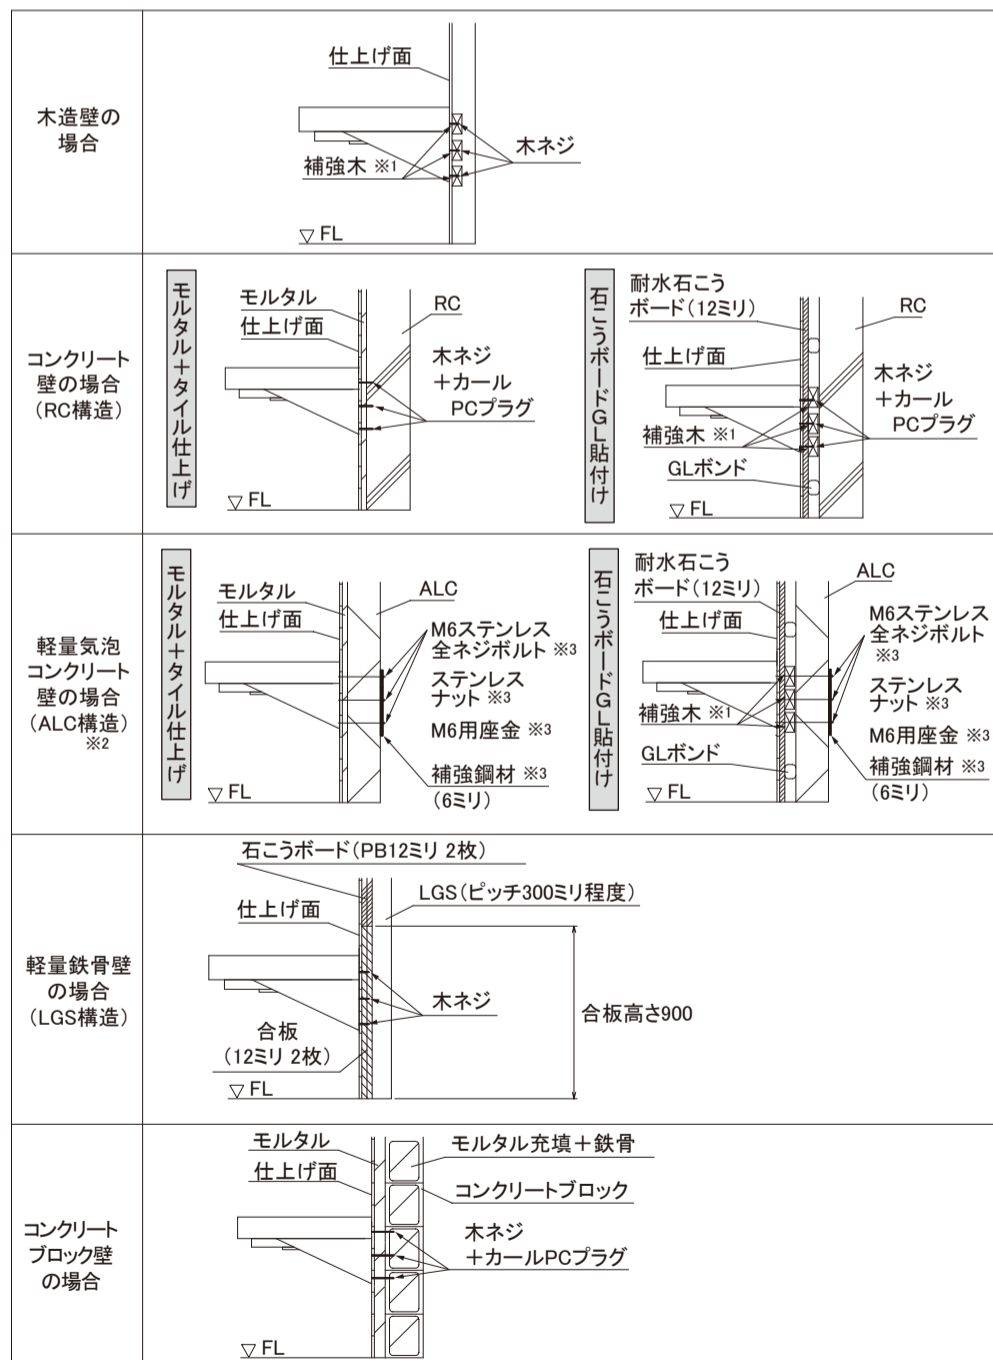 木造壁の
場合
仕上げ面
補強木 ※1
木ネジ
▽ FL
コンクリート
壁の場合
(RC構造)
モルタル＋タイル仕上げ
モルタル
仕上げ面
RC
木ネジ
＋カール
PCプラグ
▽ FL
石こうボードGL貼付け
耐水石こう
ボード(12ミリ)
仕上げ面
補強木 ※1
GLボンド
RC
木ネジ
＋カール
PCプラグ
▽ FL
軽量気泡
コンクリート
壁の場合
(ALC構造)
※2
モルタル＋タイル仕上げ
モルタル
仕上げ面
ALC
M6ステンレス
全ネジボルト ※3
ステンレス
ナット ※3
M6用座金 ※3
補強鋼材 ※3
(6ミリ)
▽ FL
石こうボードGL貼付け
耐水石こう
ボード(12ミリ)
仕上げ面
補強木 ※1
GLボンド
ALC
M6ステンレス
全ネジボルト
※3
ステンレス
ナット ※3
M6用座金 ※3
補強鋼材 ※3
(6ミリ)
▽ FL
軽量鉄骨壁
の場合
(LGS構造)
石こうボード(PB12ミリ 2枚)
LGS(ピッチ300ミリ程度)
仕上げ面
木ネジ
合板高さ900
合板
(12ミリ 2枚)
▽ FL
コンクリート
ブロック壁
の場合
モルタル
仕上げ面
モルタル充填＋鉄骨
コンクリートブロック
木ネジ
＋カールPCプラグ
▽ FL